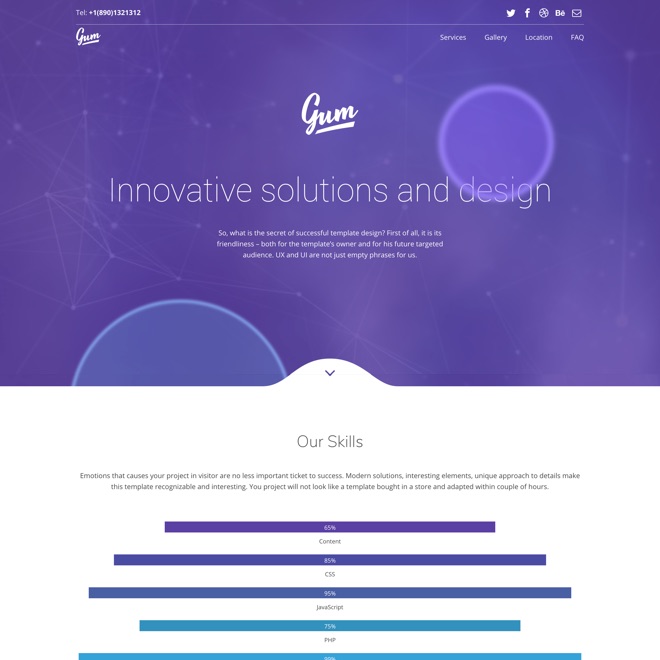 Tel: +1(890)1321312
Bē
Gum
Services
Gallery
Location
FAQ
Gum
Innovative solutions and design
So, what is the secret of successful template design? First of all, it is its
friendliness – both for the template's owner and for his future targeted
audience. UX and UI are not just empty phrases for us.
Our Skills
Emotions that causes your project in visitor are no less important ticket to success. Modern solutions, interesting elements, unique approach to details make
this template recognizable and interesting. You project will not look like a template bought in a store and adapted within couple of hours.
65%
Content
85%
CSS
95%
JavaScript
75%
PHP